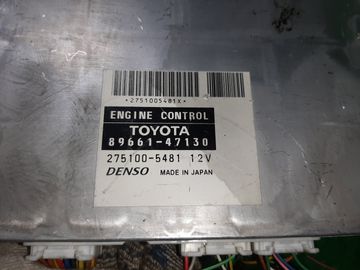 *2751005481X*
ENGINE CONTROL
TOYOTA
89661-47130
275100-5481 12V
DENSO MADE IN JAPAN